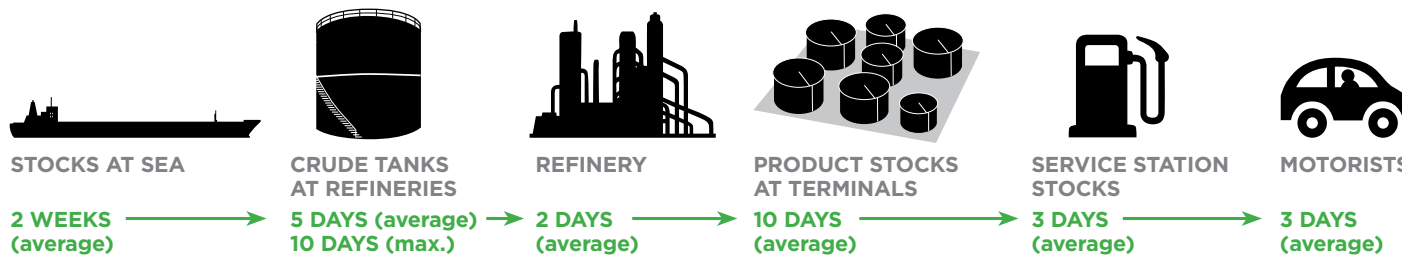 STOCKS AT SEA
2 WEEKS
(average)
CRUDE TANKS
AT REFINERIES
5 DAYS (average)
10 DAYS (max.)
REFINERY
2 DAYS
(average)
PRODUCT STOCKS
AT TERMINALS
10 DAYS
(average)
SERVICE STATION
STOCKS
3 DAYS
(average)
MOTORISTS
3 DAYS
(average)